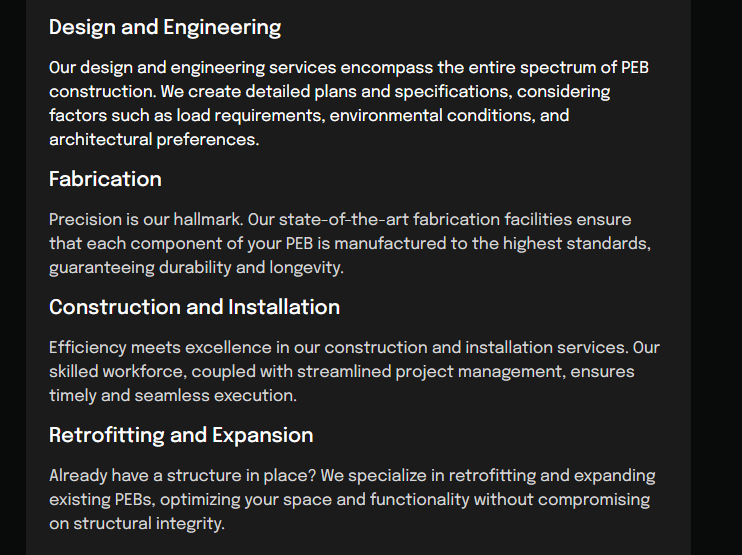 Design and Engineering
Our design and engineering services encompass the entire spectrum of PEB
construction. We create detailed plans and specifications, considering
factors such as load requirements, environmental conditions, and
architectural preferences.
Fabrication
Precision is our hallmark. Our state-of-the-art fabrication facilities ensure
that each component of your PEB is manufactured to the highest standards,
guaranteeing durability and longevity.
Construction and Installation
Efficiency meets excellence in our construction and installation services. Our
skilled workforce, coupled with streamlined project management, ensures
timely and seamless execution.
Retrofitting and Expansion
Already have a structure in place? We specialize in retrofitting and expanding
existing PEBs, optimizing your space and functionality without compromising
on structural integrity.